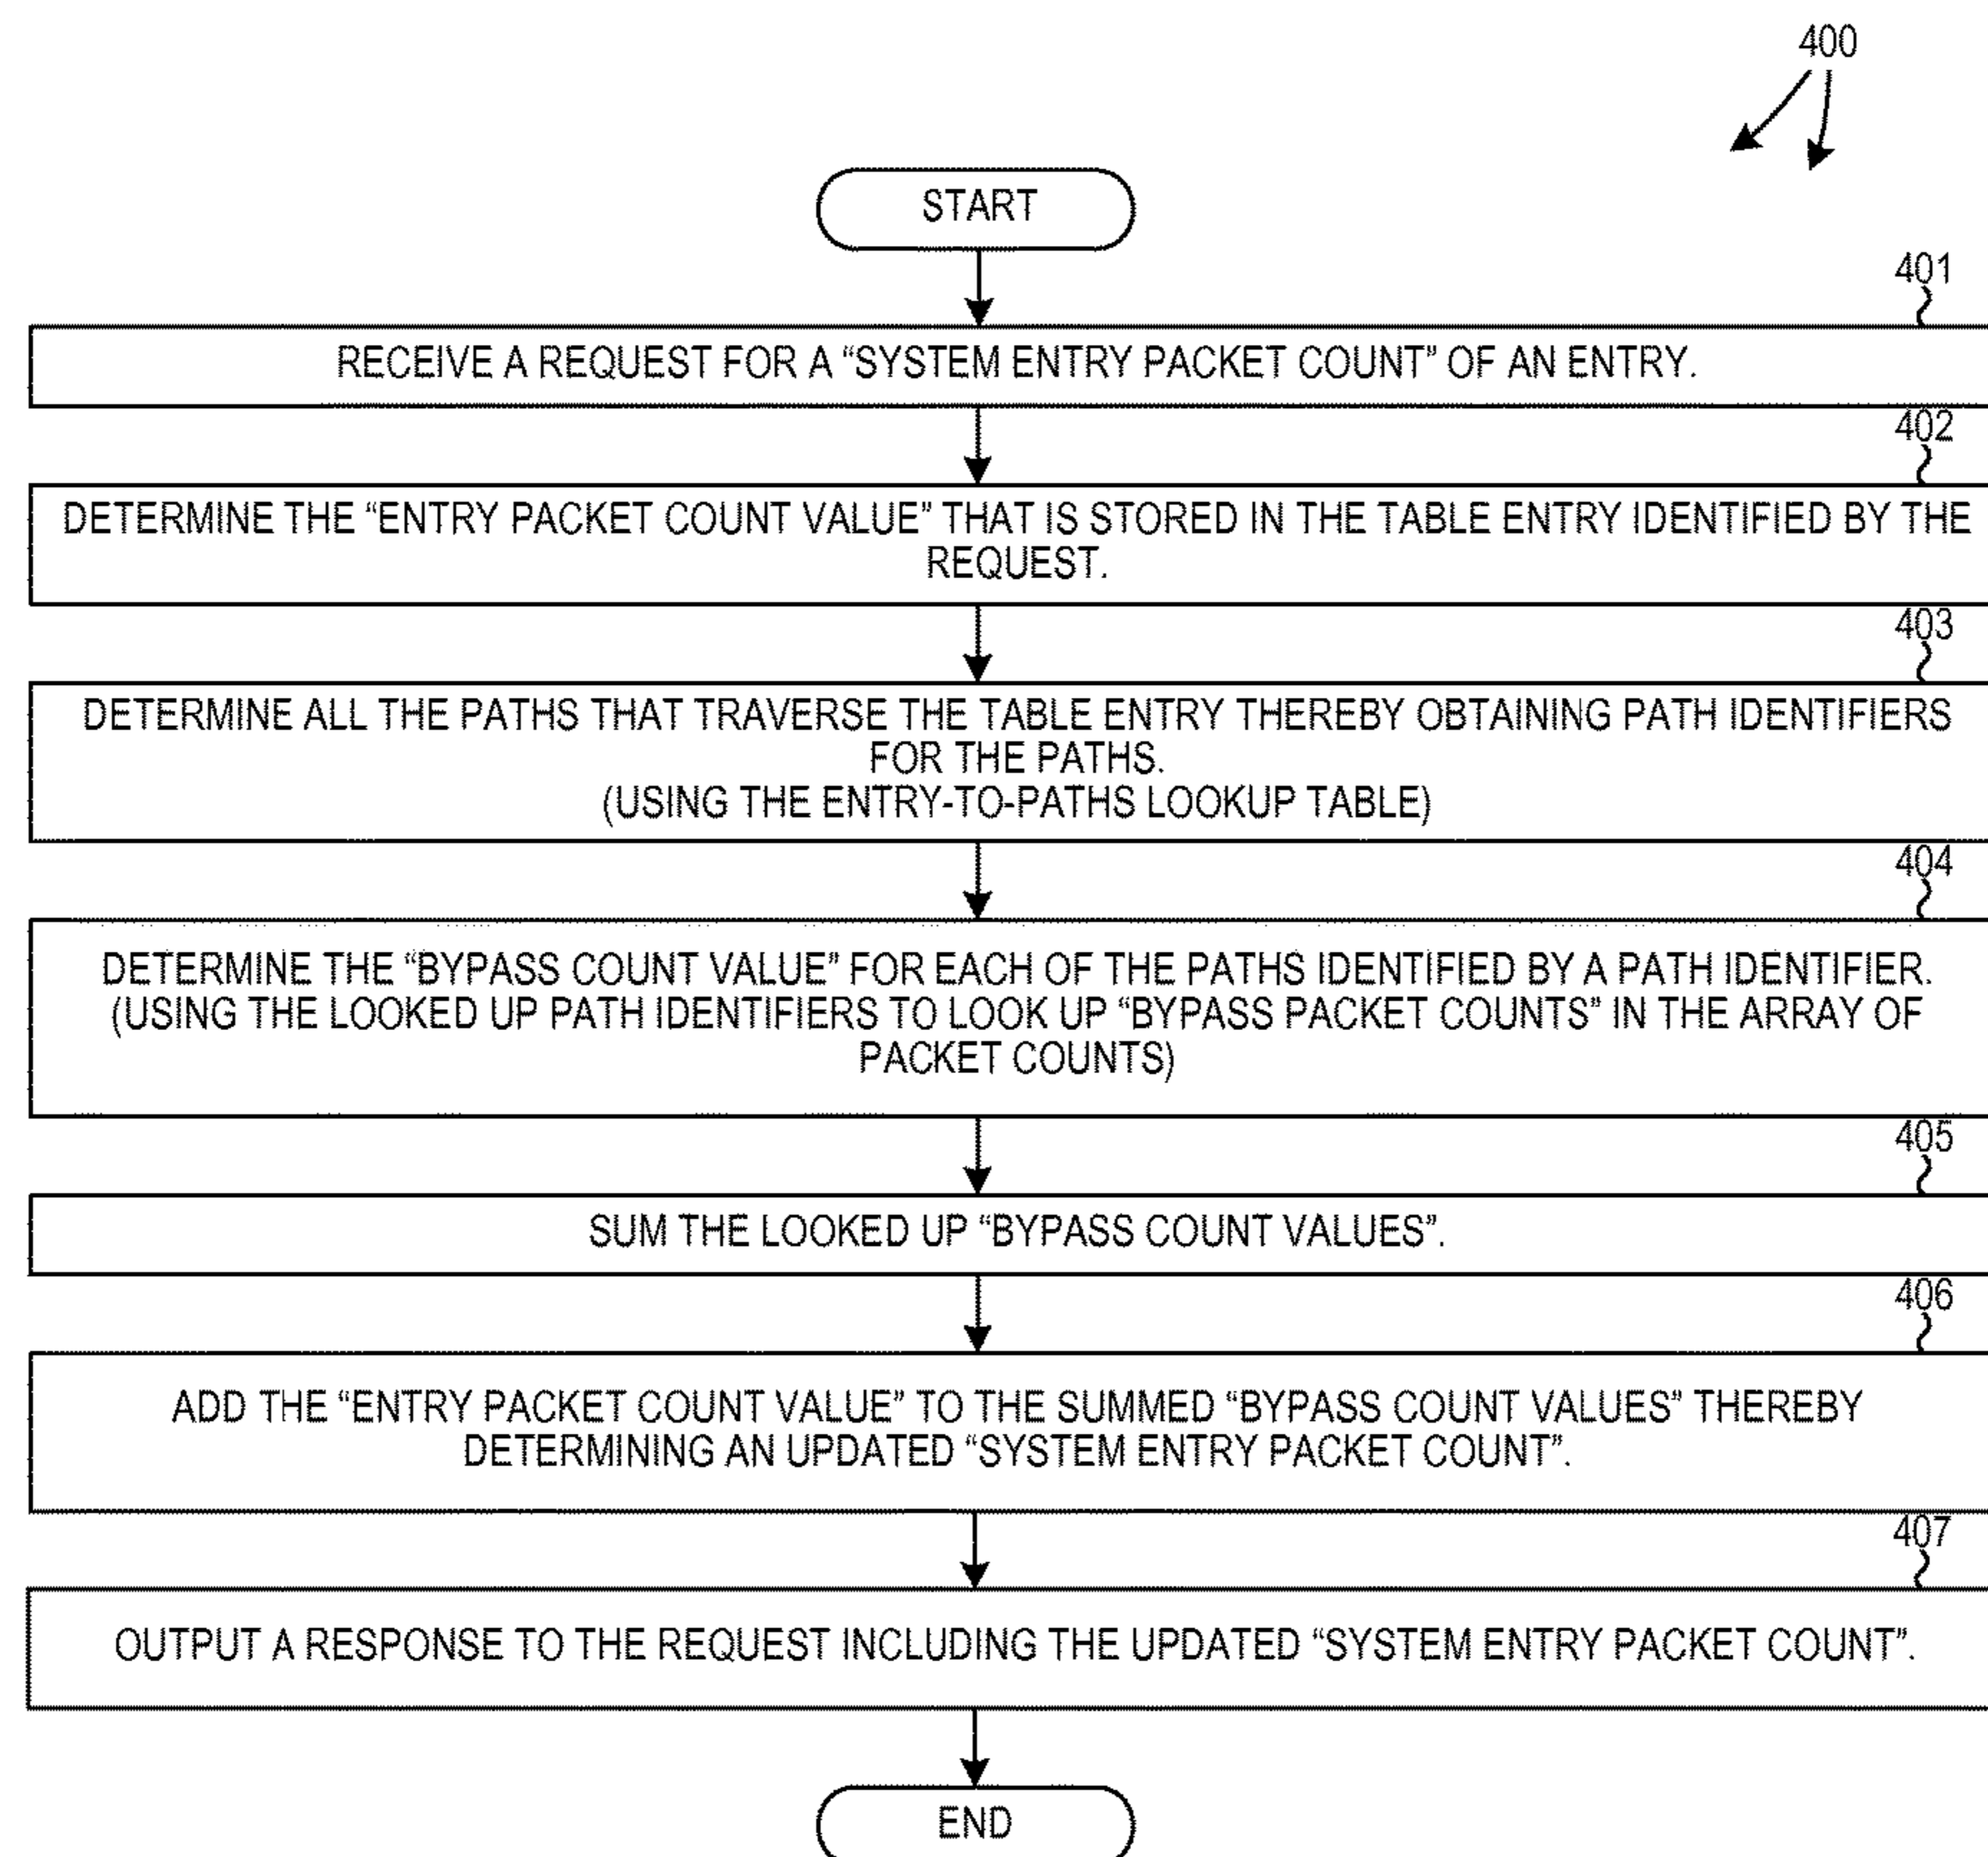 400
START
401
RECEIVE A REQUEST FOR A “SYSTEM ENTRY PACKET COUNT” OF AN ENTRY.
402
DETERMINE THE “ENTRY PACKET COUNT VALUE” THAT IS STORED IN THE TABLE ENTRY IDENTIFIED BY THE
REQUEST.
403
DETERMINE ALL THE PATHS THAT TRAVERSE THE TABLE ENTRY THEREBY OBTAINING PATH IDENTIFIERS
FOR THE PATHS.
(USING THE ENTRY-TO-PATHS LOOKUP TABLE)
404
DETERMINE THE “BYPASS COUNT VALUE” FOR EACH OF THE PATHS IDENTIFIED BY A PATH IDENTIFIER.
(USING THE LOOKED UP PATH IDENTIFIERS TO LOOK UP “BYPASS PACKET COUNTS” IN THE ARRAY OF
PACKET COUNTS)
405
SUM THE LOOKED UP “BYPASS COUNT VALUES”.
406
ADD THE “ENTRY PACKET COUNT VALUE” TO THE SUMMED “BYPASS COUNT VALUES” THEREBY
DETERMINING AN UPDATED “SYSTEM ENTRY PACKET COUNT”.
407
OUTPUT A RESPONSE TO THE REQUEST INCLUDING THE UPDATED “SYSTEM ENTRY PACKET COUNT”.
END